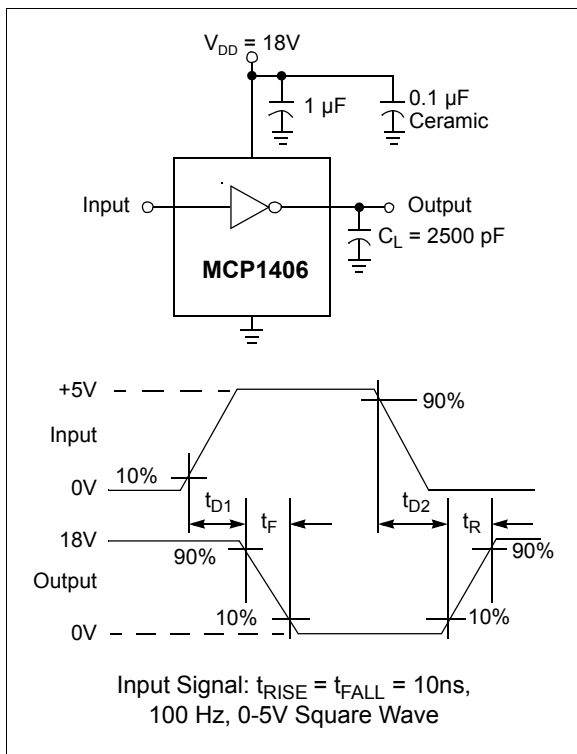 V_DD = 18V
1 µF
0.1 µF
Ceramic
Input
Output
C_L = 2500 pF
MCP1406
+5V
90%
Input
10%
0V
t_D1
t_F
t_D2
t_R
18V
90%
90%
Output
10%
10%
0V
Input Signal: t_RISE = t_FALL = 10ns,
100 Hz, 0-5V Square Wave